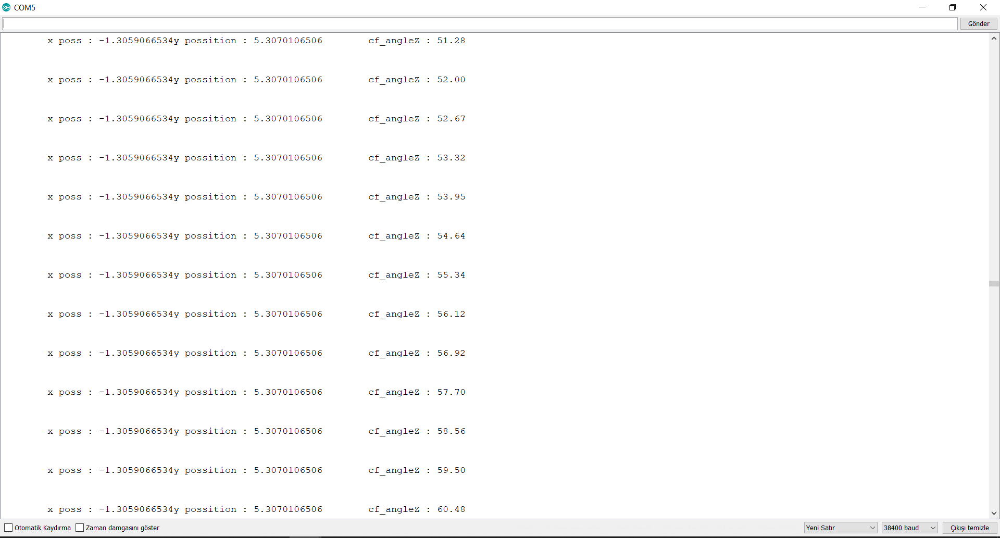 COM5
Gönder
x poss : -1.3059066534y possition : 5.3070106506 cf_angleZ : 51.28
x poss : -1.3059066534y possition : 5.3070106506 cf_angleZ : 52.00
x poss : -1.3059066534y possition : 5.3070106506 cf_angleZ : 52.67
x poss : -1.3059066534y possition : 5.3070106506 cf_angleZ : 53.32
x poss : -1.3059066534y possition : 5.3070106506 cf_angleZ : 53.95
x poss : -1.3059066534y possition : 5.3070106506 cf_angleZ : 54.64
x poss : -1.3059066534y possition : 5.3070106506 cf_angleZ : 55.34
x poss : -1.3059066534y possition : 5.3070106506 cf_angleZ : 56.12
x poss : -1.3059066534y possition : 5.3070106506 cf_angleZ : 56.92
x poss : -1.3059066534y possition : 5.3070106506 cf_angleZ : 57.70
x poss : -1.3059066534y possition : 5.3070106506 cf_angleZ : 58.56
x poss : -1.3059066534y possition : 5.3070106506 cf_angleZ : 59.50
x poss : -1.3059066534y possition : 5.3070106506 cf_angleZ : 60.48
Otomatik Kaydırma Zaman damgasını göster Yeni Satır 38400 baud Çıkışı temizle